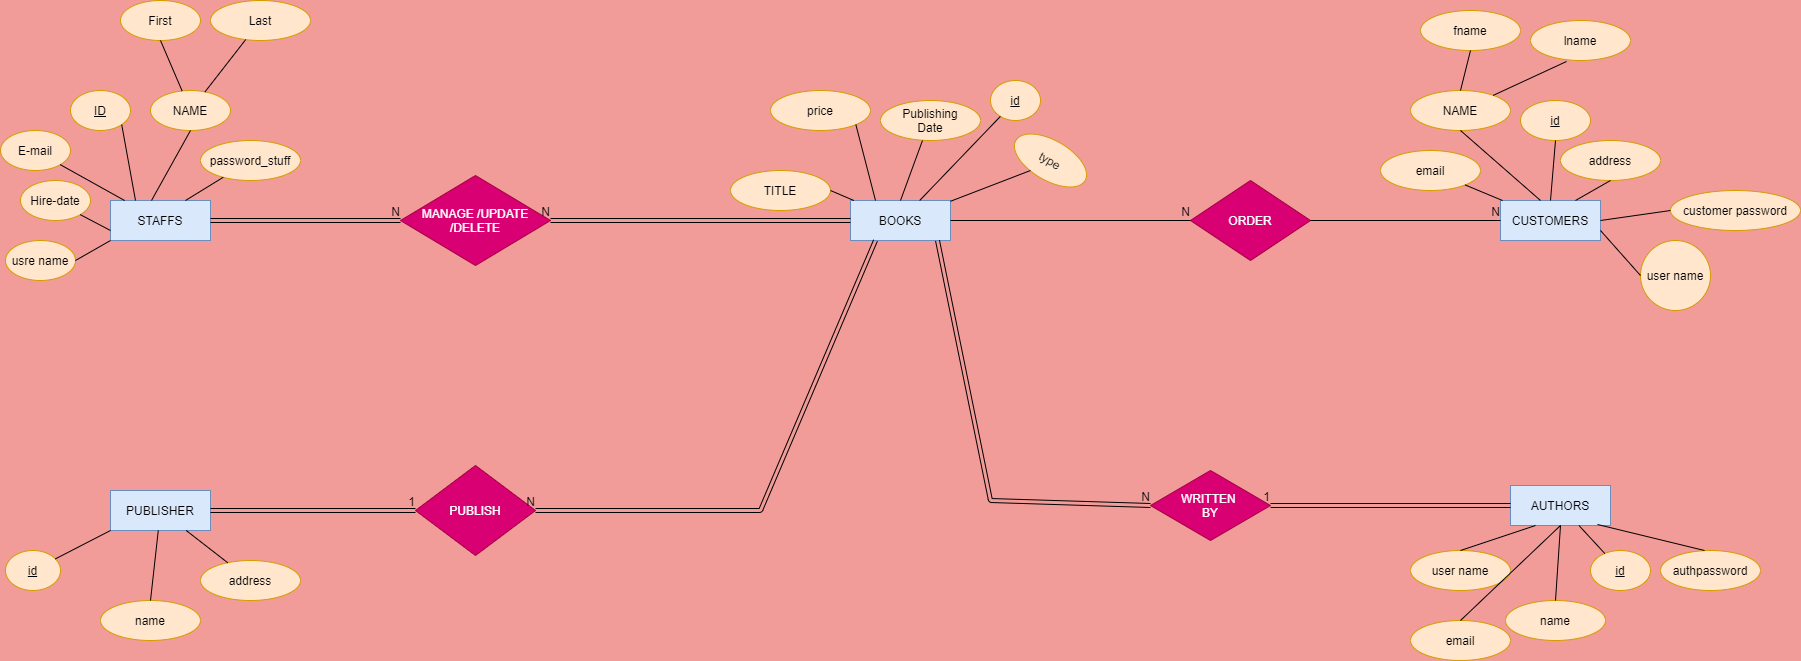 First
Last
fname
lname
ID
NAME
price
Publishing
Date
id
NAME
id
E-mail
password_stuff
type
email
address
Hire-date
TITLE
customer password
STAFFS
N
MANAGE /UPDATE
/DELETE
N
BOOKS
N
ORDER
N
CUSTOMERS
usre name
user name
PUBLISHER
1
PUBLISH
N
N
WRITTEN
BY
1
AUTHORS
id
address
name
user name
id
authpassword
email
name